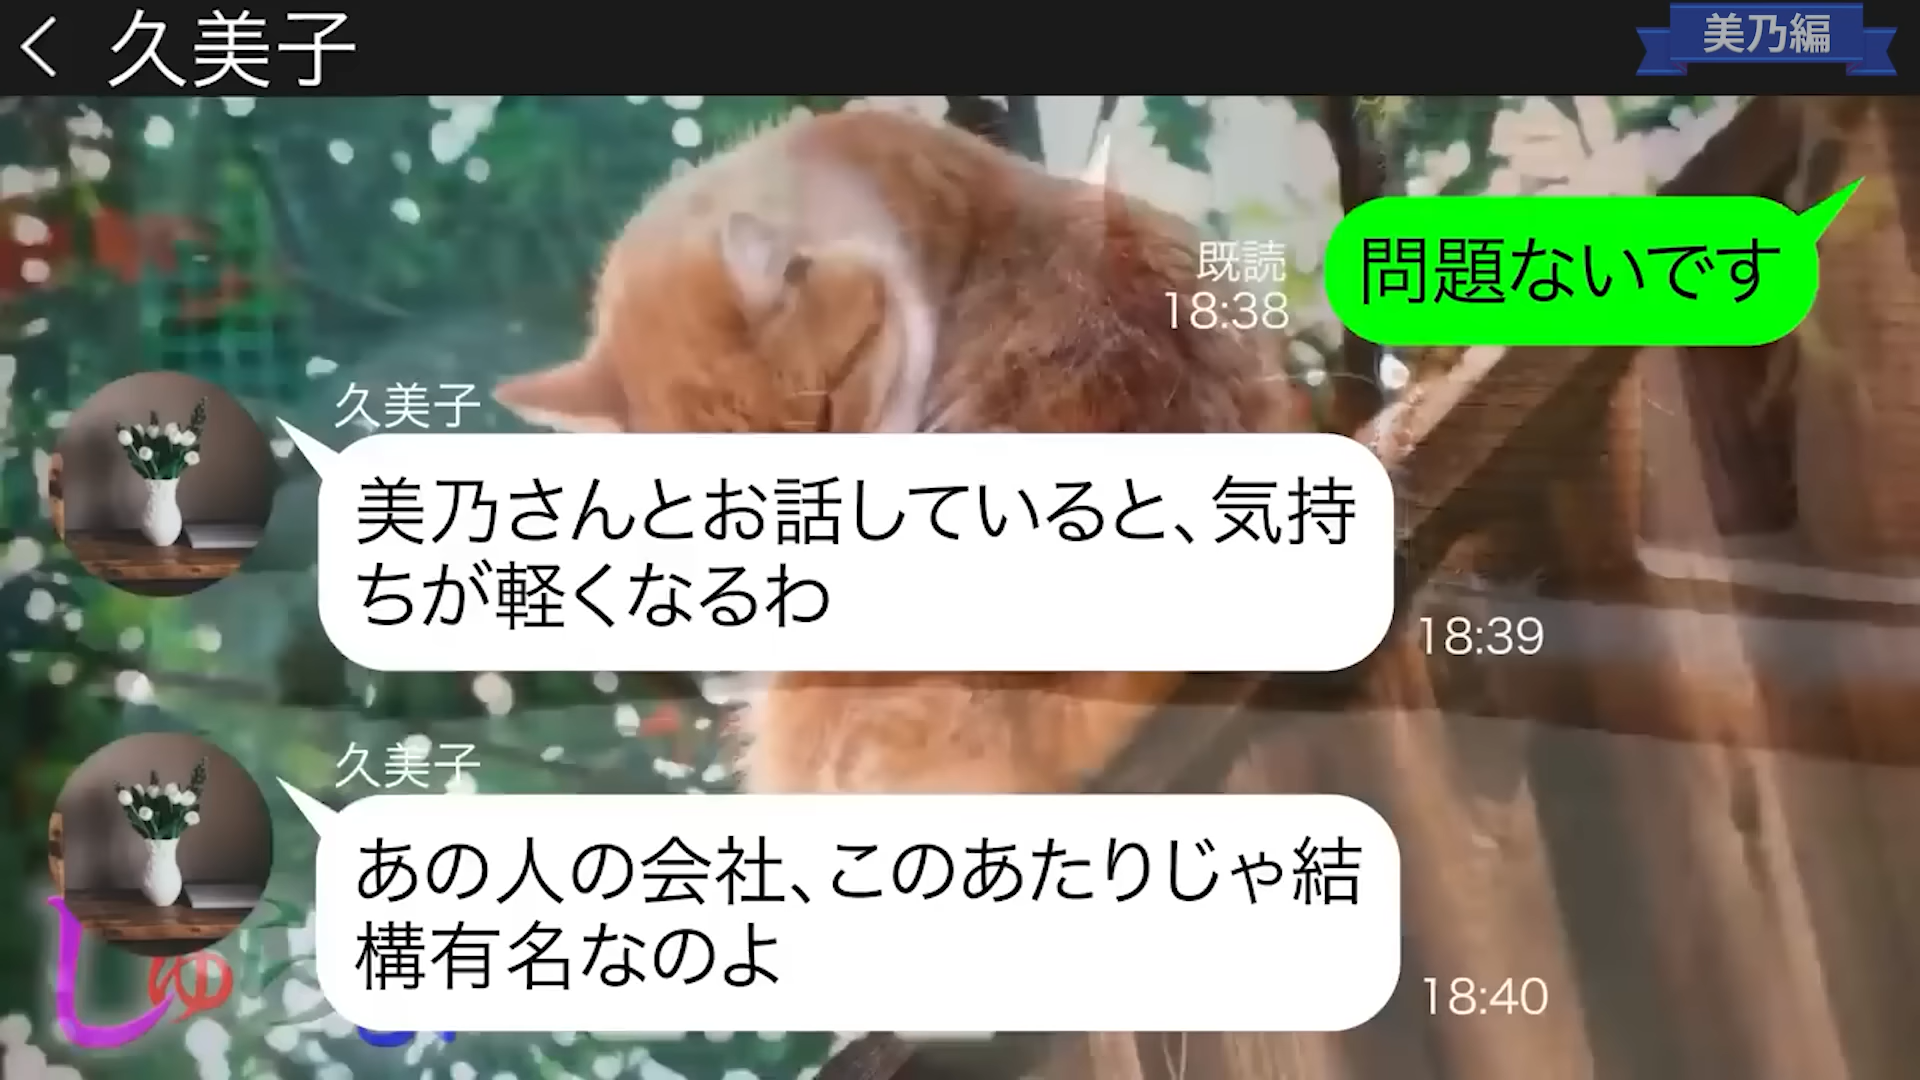 久美子
美乃編
問題ないです
既読
18:38
久美子
美乃さんとお話していると、気持
ちが軽くなるわ
18:39
久美子
あの人の会社、このあたりじゃ結
構有名なのよ
18:40
しゅ